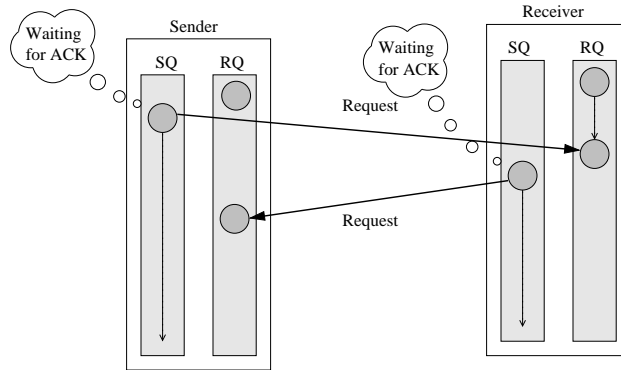 Waiting
for ACK
Sender
SQ
RQ
Request
Request
Waiting
for ACK
Receiver
SQ
RQ